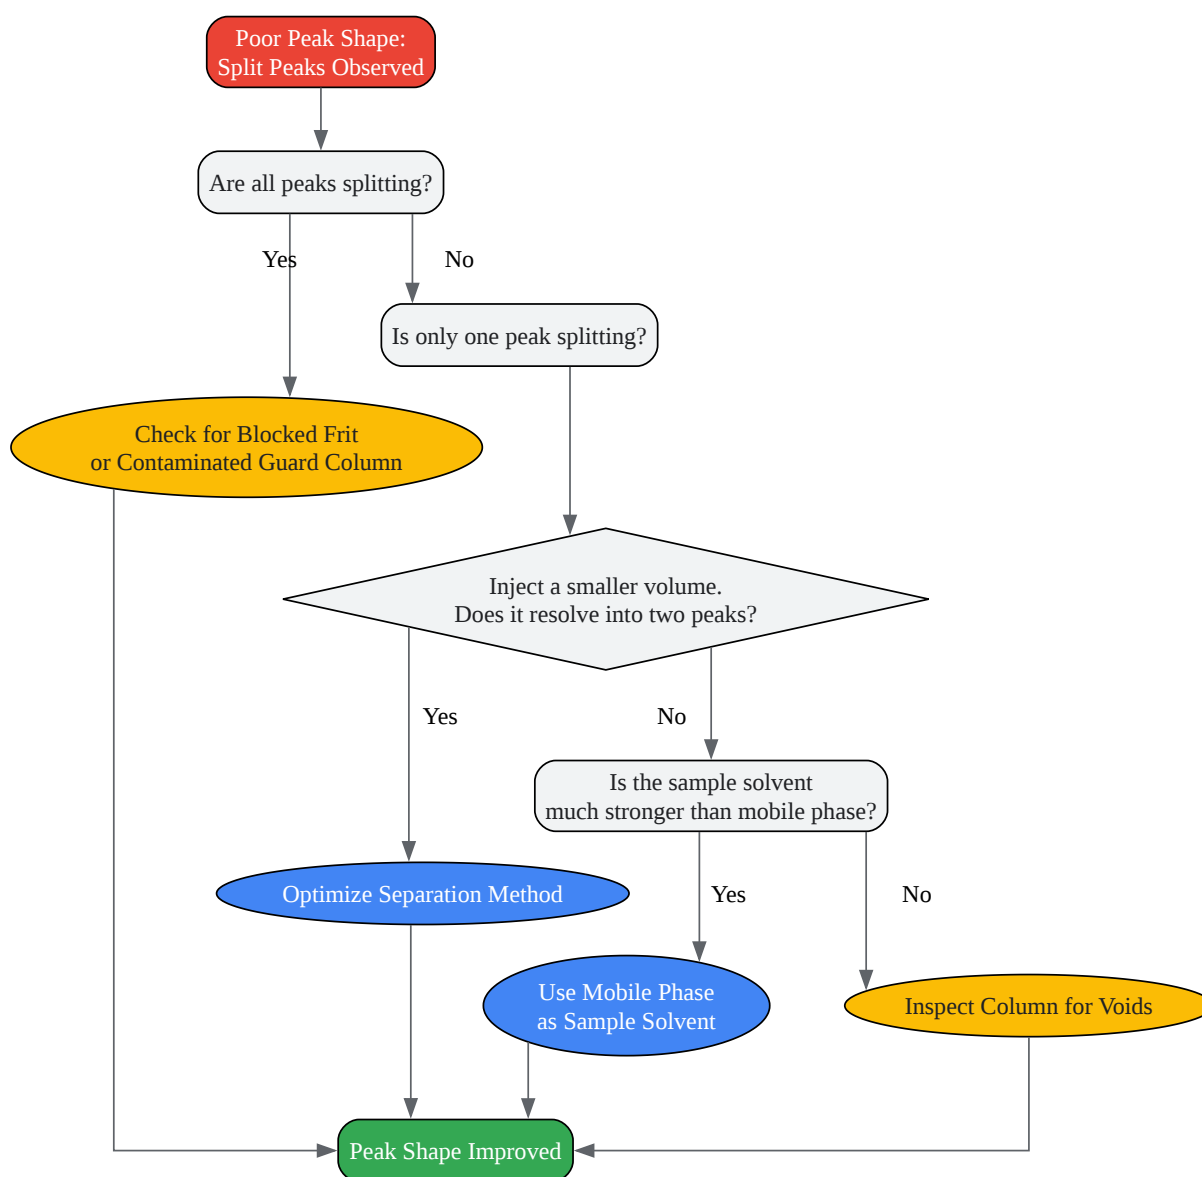 Poor Peak Shape:
Split Peaks Observed
Are all peaks splitting?
Yes
No
Is only one peak splitting?
Check for Blocked Frit
or Contaminated Guard Column
Inject a smaller volume.
Does it resolve into two peaks?
Yes
No
Is the sample solvent
much stronger than mobile phase?
Optimize Separation Method
Yes
No
Use Mobile Phase
as Sample Solvent
Inspect Column for Voids
Peak Shape Improved